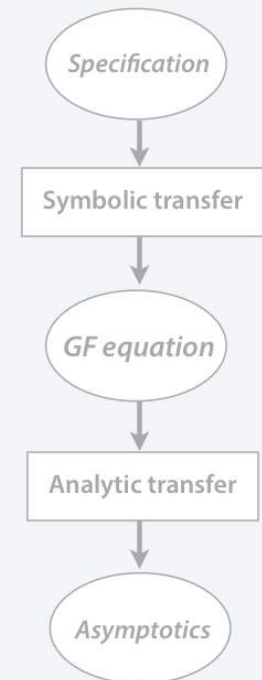 Specification
Symbolic transfer
GF equation
Analytic transfer
Asymptotics